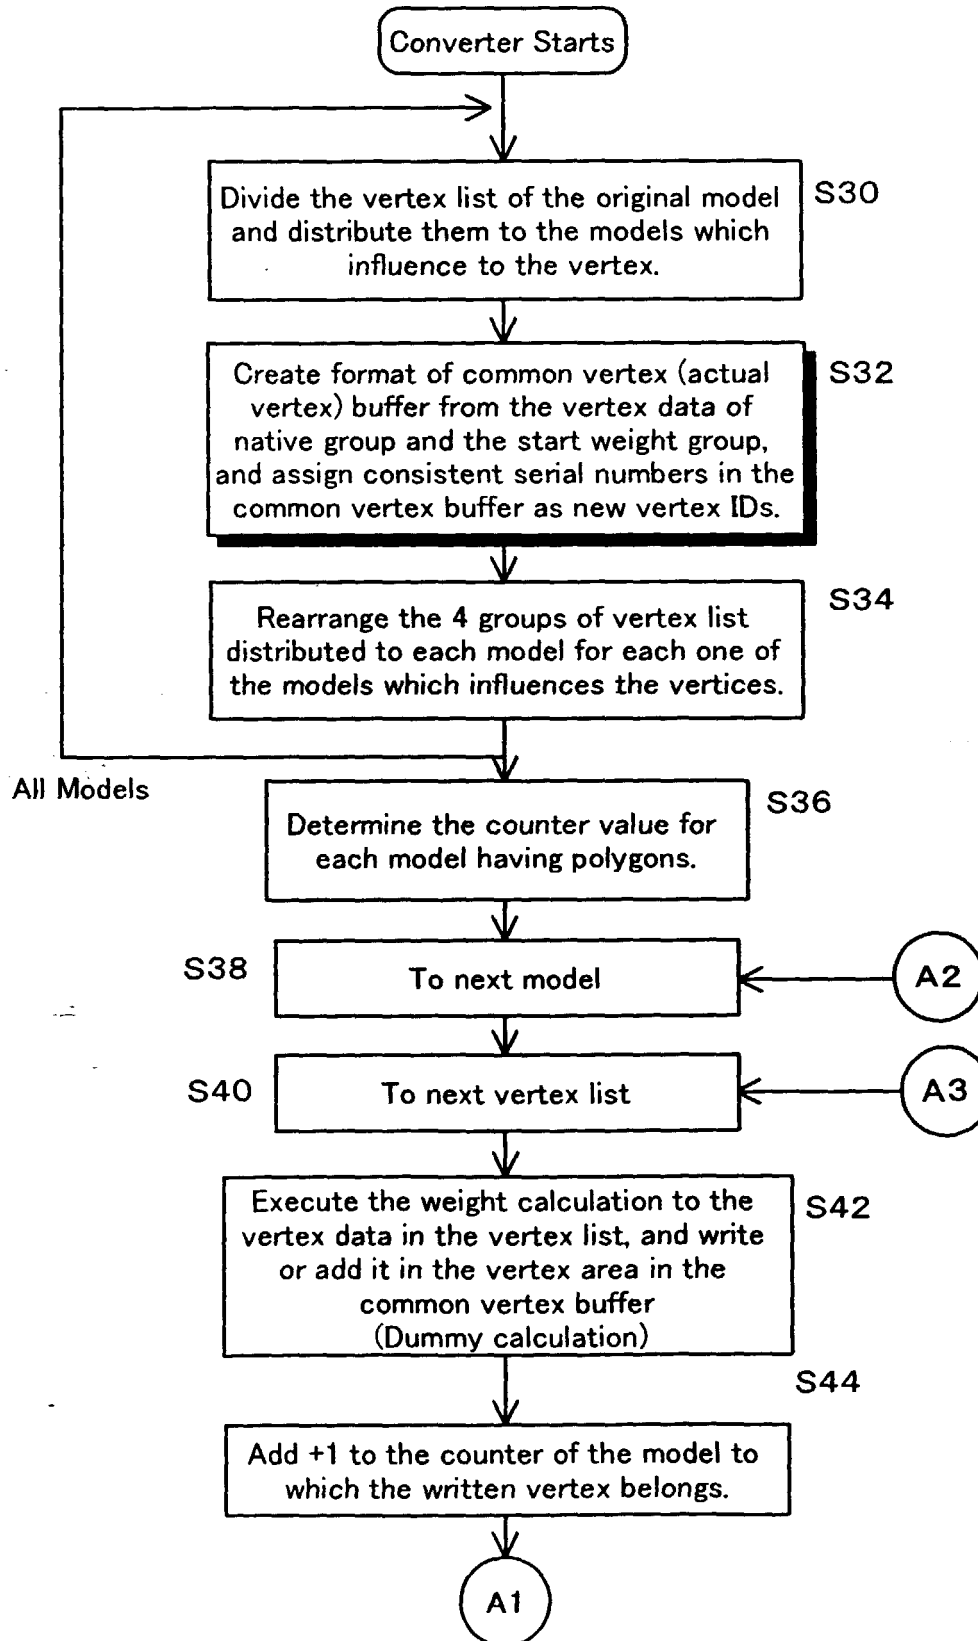 Converter Starts
Divide the vertex list of the original model
and distribute them to the models which
influence to the vertex.
S30
Create format of common vertex (actual
vertex) buffer from the vertex data of
native group and the start weight group,
and assign consistent serial numbers in the
common vertex buffer as new vertex IDs.
S32
Rearrange the 4 groups of vertex list
distributed to each model for each one of
the models which influences the vertices.
S34
All Models
Determine the counter value for
each model having polygons.
S36
S38
To next model
A2
S40
To next vertex list
A3
Execute the weight calculation to the
vertex data in the vertex list, and write
or add it in the vertex area in the
common vertex buffer
(Dummy calculation)
S42
S44
Add +1 to the counter of the model to
which the written vertex belongs.
A1